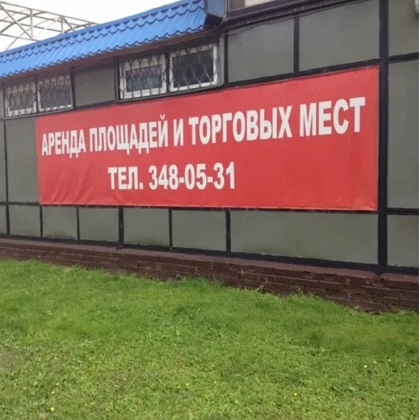 АРЕНДА ПЛОЩАДЕЙ И ТОРГОВЫХ МЕСТ
ТЕЛ. 348-05-31